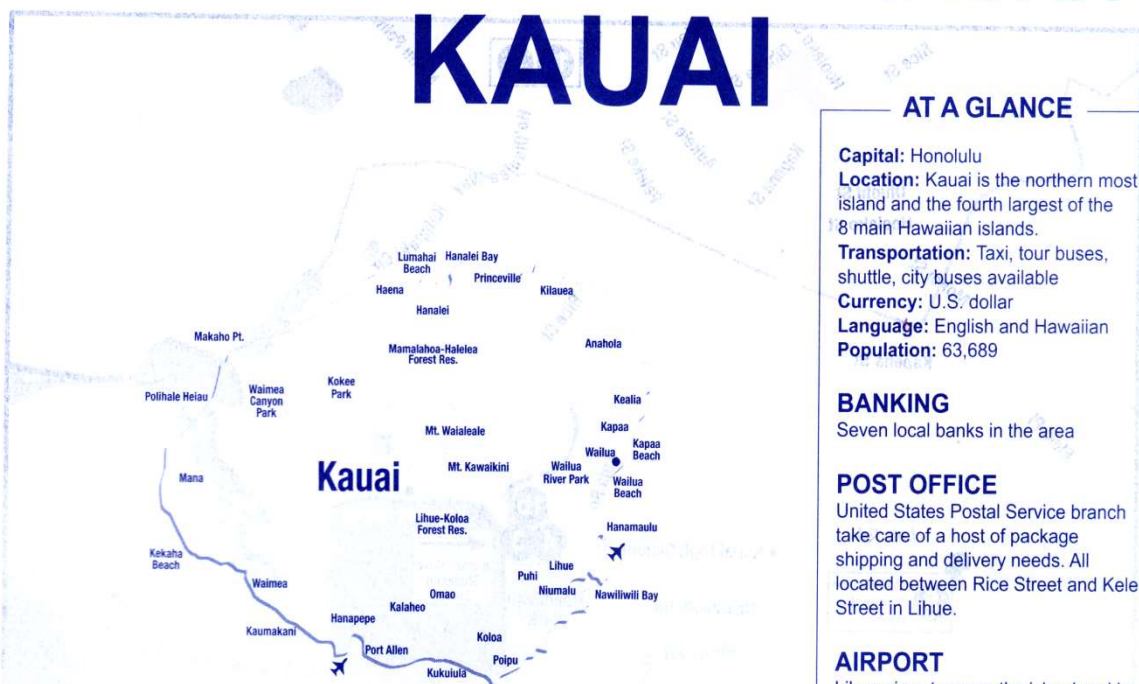 KAUAI
Lumahai
Beach
Hanalei Bay
Princeville
Haena
Kilauea
Hanalei
Makaho Pt.
Anahola
Mamalahoa-Halelea
Forest Res.
Polihale Heiau
Waimea
Canyon
Park
Kokee
Park
Kealia
Kapaa
Mt. Waialeale
Wailua
Kapaa
Beach
Kauai
Mt. Kawaikini
Wailua
River Park
Wailua
Beach
Mana
Lihue-Koloa
Forest Res.
Hanamaulu
Kekaha
Beach
Lihue
Puhi
Waimea
Niumalu
Nawiliwili Bay
Omao
Kalaheo
Hanapepe
Kaumakani
Koloa
Port Allen
Poipu
Kukuiula
AT A GLANCE
Capital: Honolulu
Location: Kauai is the northern most
island and the fourth largest of the
8 main Hawaiian islands.
Transportation: Taxi, tour buses,
shuttle, city buses available
Currency: U.S. dollar
Language: English and Hawaiian
Population: 63,689
BANKING
Seven local banks in the area
POST OFFICE
United States Postal Service branch
take care of a host of package
shipping and delivery needs. All
located between Rice Street and Kele
Street in Lihue.
AIRPORT